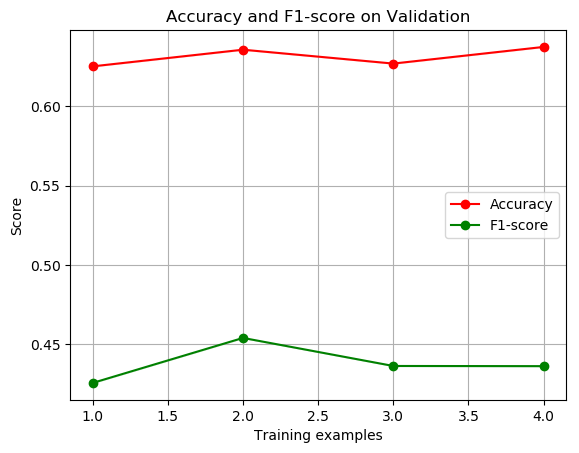 Accuracy and F1-score on Validation
Score
0.60
0.55
0.50
0.45
Accuracy
F1-score
1.0 1.5 2.0 2.5 3.0 3.5 4.0
Training examples